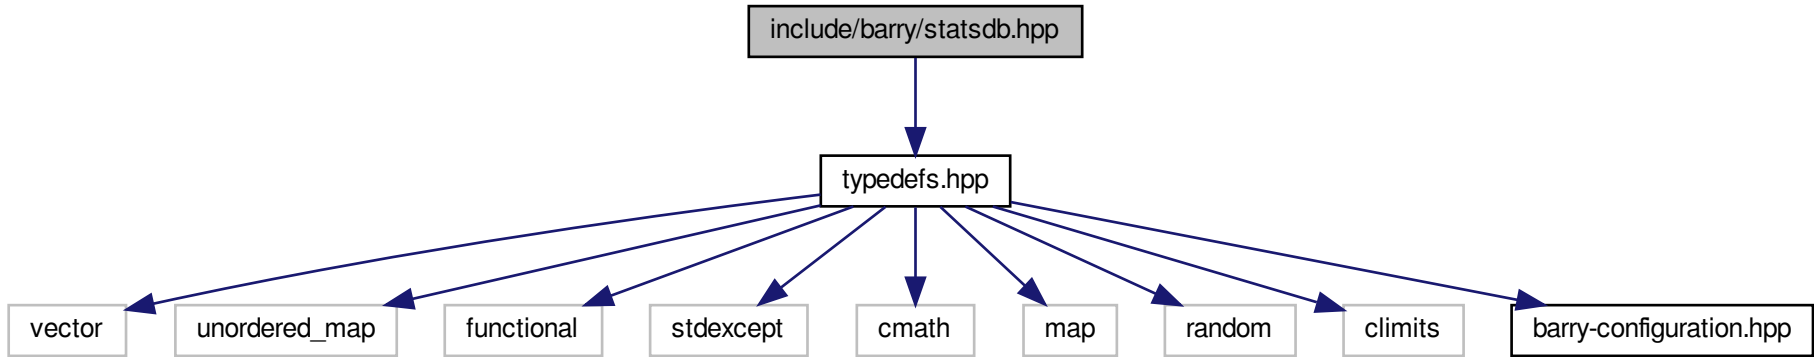 include/barry/statsdb.hpp
typedefs.hpp
vector
unordered_map
functional
stdexcept
cmath
map
random
climits
barry-configuration.hpp